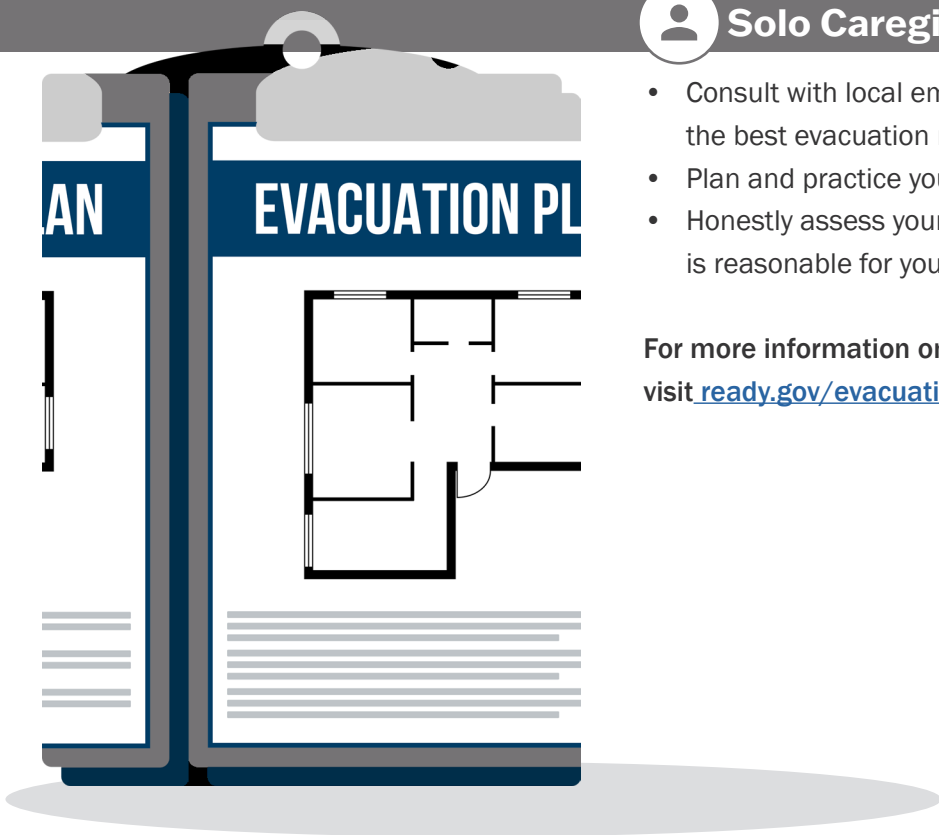 Solo Caregi
• Consult with local em
the best evacuation
• Plan and practice you
• Honestly assess your
is reasonable for you
For more information on
visit ready.gov/evacuati
LAN
EVACUATION PL